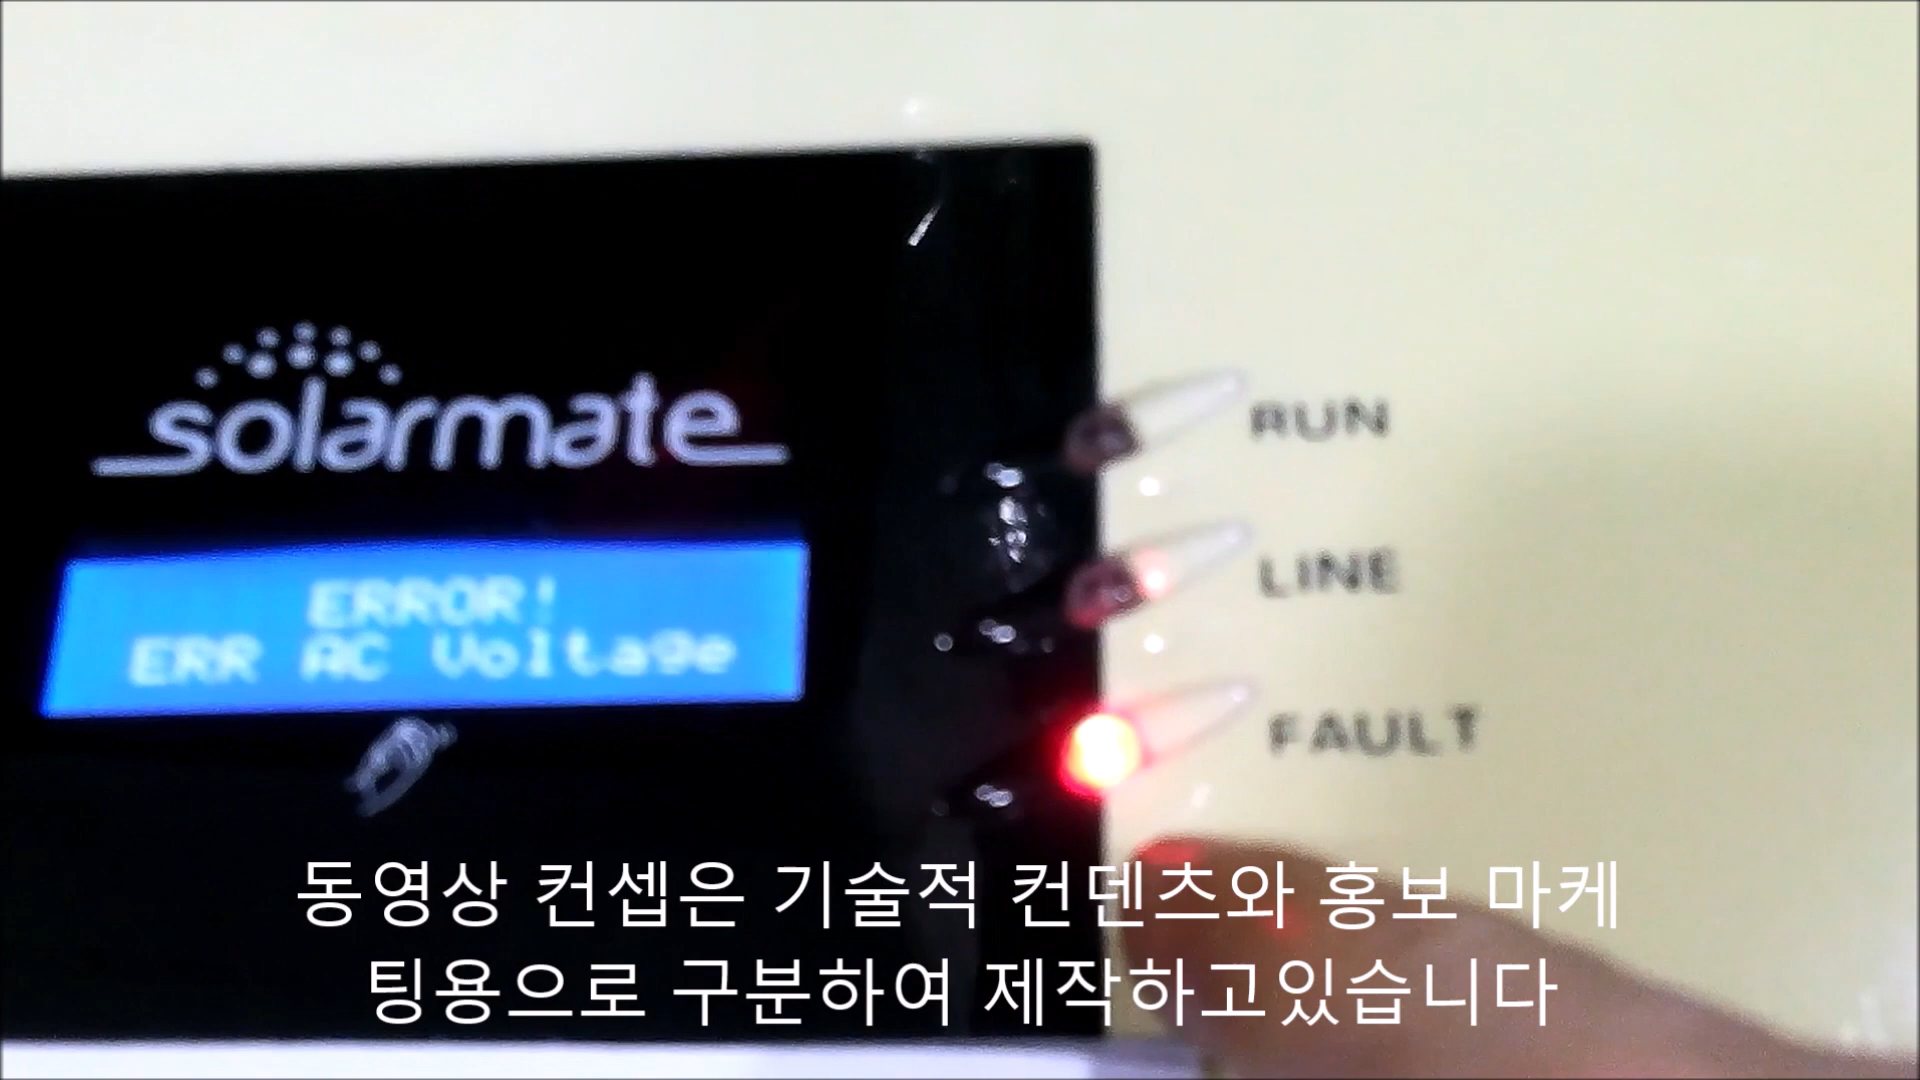 solarmate
ERROR!
ERR AC Voltage
RUN
LINE
FAULT
동영상 컨셉은 기술적 컨덴츠와 홍보 마케
팅용으로 구분하여 제작하고있습니다